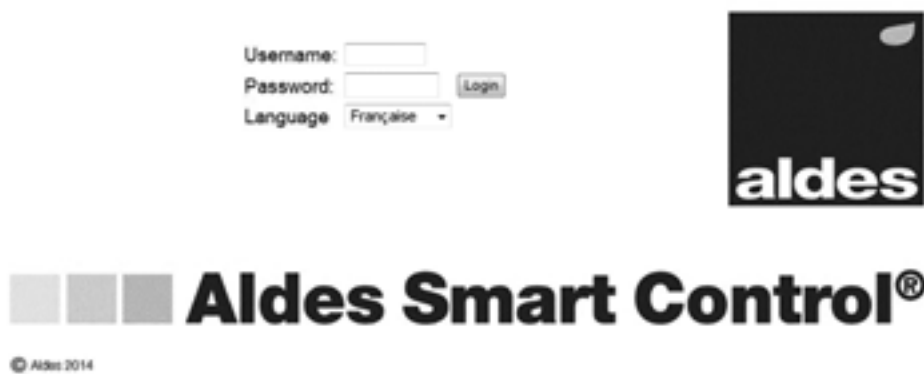 Username:
Password: Login
Language Française
aldes
Aldes Smart Control®
© Aldes 2014